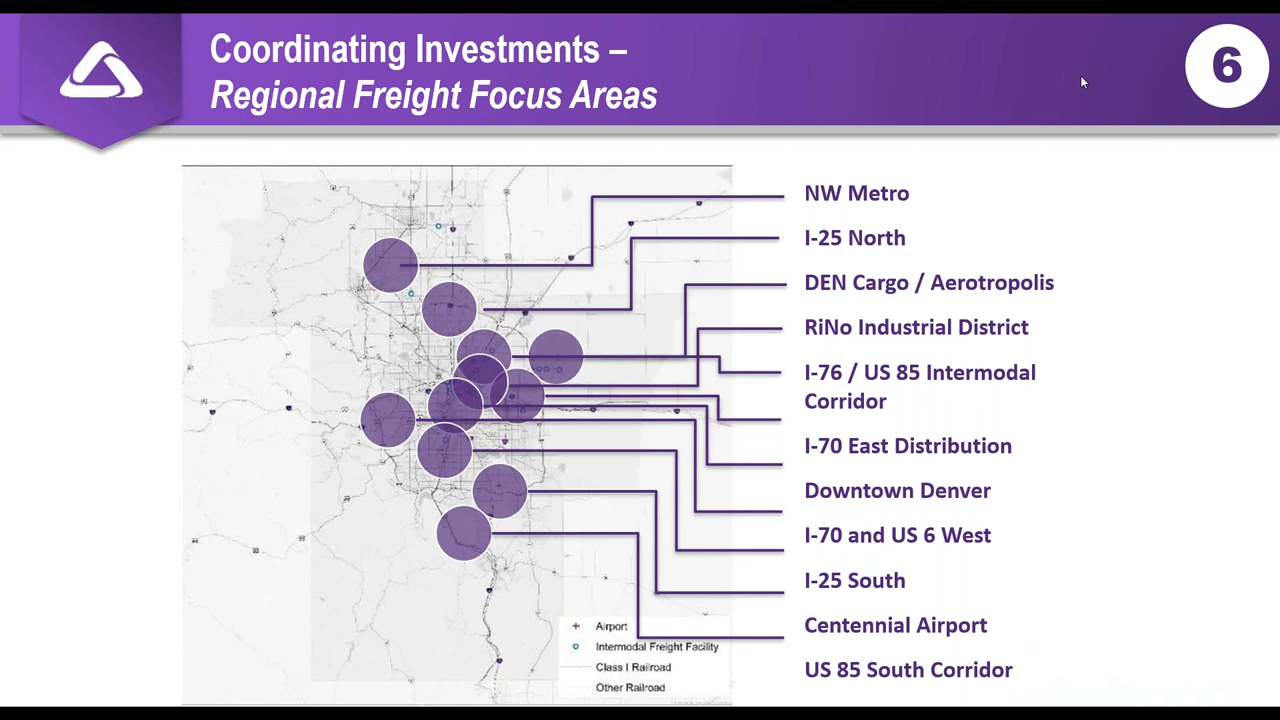 Coordinating Investments –
Regional Freight Focus Areas
6
NW Metro
I-25 North
DEN Cargo / Aerotropolis
RiNo Industrial District
I-76 / US 85 Intermodal
Corridor
I-70 East Distribution
Downtown Denver
I-70 and US 6 West
I-25 South
Centennial Airport
US 85 South Corridor
Airport
Intermodal Freight Facility
Class I Railroad
Other Railroad